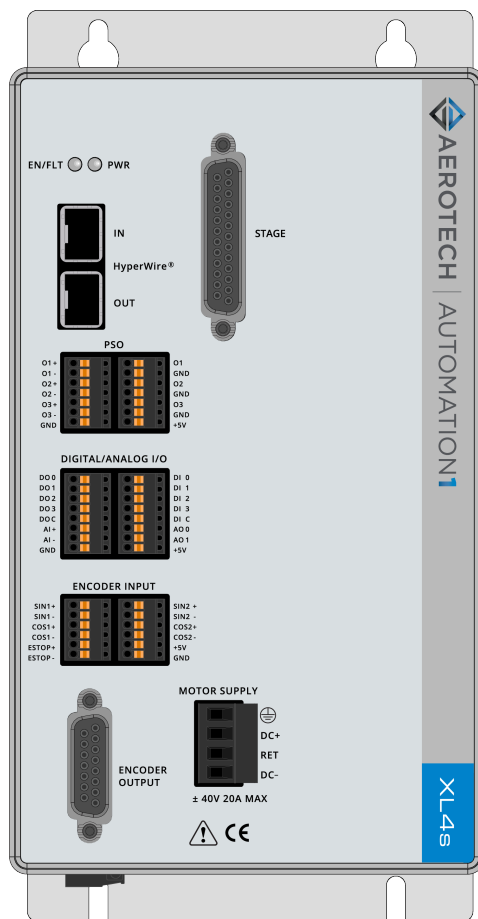 EN/FLT PWR
IN
HyperWire®
OUT
STAGE
PSO
O1+ O1
O1- GND
O2+ O2
O2- GND
O3+ O3
O3- GND
GND +5V
DIGITAL/ANALOG I/O
DO 0 DI 0
DO 1 DI 1
DO 2 DI 2
DO 3 DI 3
DO C DI C
AI+ AO 0
AI- AO 1
GND +5V
ENCODER INPUT
SIN1+ SIN2 +
SIN1- SIN2 -
COS1+ COS2+
COS1- COS2-
ESTOP+ +5V
ESTOP- GND
MOTOR SUPPLY
DC+
RET
DC-
± 40V 20A MAX
CE
ENCODER
OUTPUT
AEROTECH | AUTOMATION1
XL4s